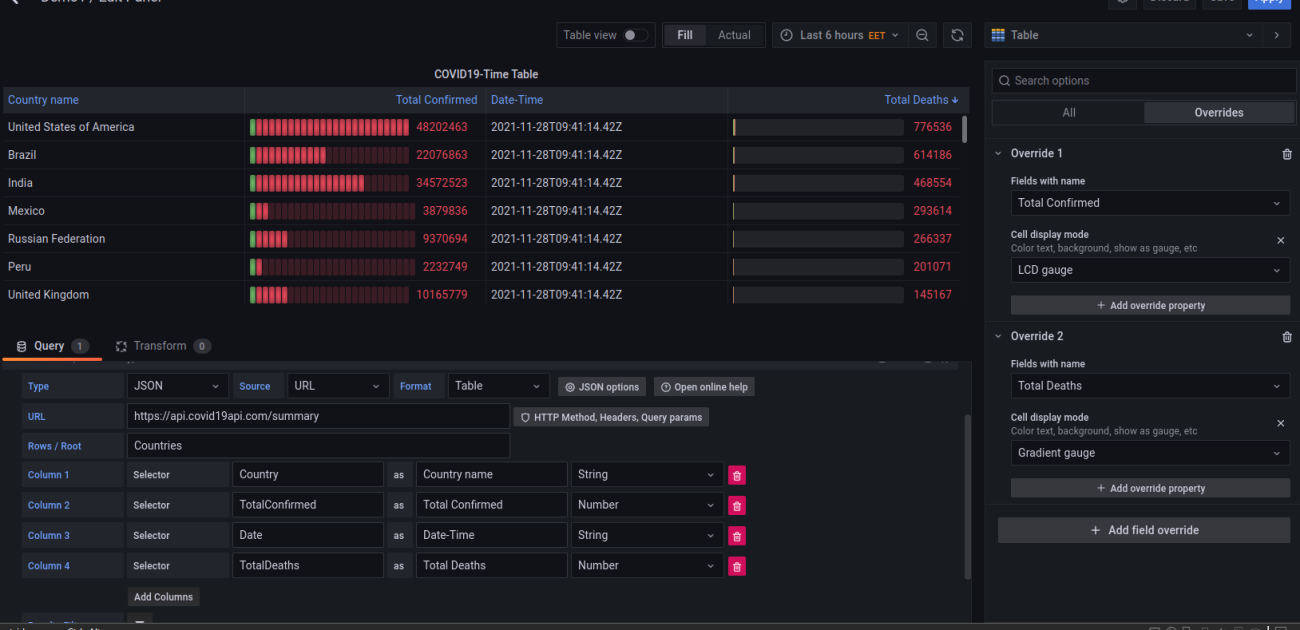 Table view Fill Actual Last 6 hours EET Table
COVID19-Time Table
Search options
All Overrides
Country name Total Confirmed Date-Time Total Deaths
United States of America 48202463 2021-11-28T09:41:14.42Z 776536
Brazil 22076863 2021-11-28T09:41:14.42Z 614186
India 34572523 2021-11-28T09:41:14.42Z 468554
Mexico 3879836 2021-11-28T09:41:14.42Z 293614
Russian Federation 9370694 2021-11-28T09:41:14.42Z 266337
Peru 2232749 2021-11-28T09:41:14.42Z 201071
United Kingdom 10165779 2021-11-28T09:41:14.42Z 145167
Override 1
Fields with name
Total Confirmed
Cell display mode
Color text, background, show as gauge, etc
LCD gauge
+ Add override property
Override 2
Fields with name
Total Deaths
Cell display mode
Color text, background, show as gauge, etc
Gradient gauge
+ Add override property
+ Add field override
Query 1 Transform 0
Type JSON Source URL Format Table JSON options Open online help
URL https://api.covid19api.com/summary HTTP Method, Headers, Query params
Rows / Root Countries
Column 1 Selector Country as Country name String
Column 2 Selector TotalConfirmed as Total Confirmed Number
Column 3 Selector Date as Date-Time String
Column 4 Selector TotalDeaths as Total Deaths Number
Add Columns